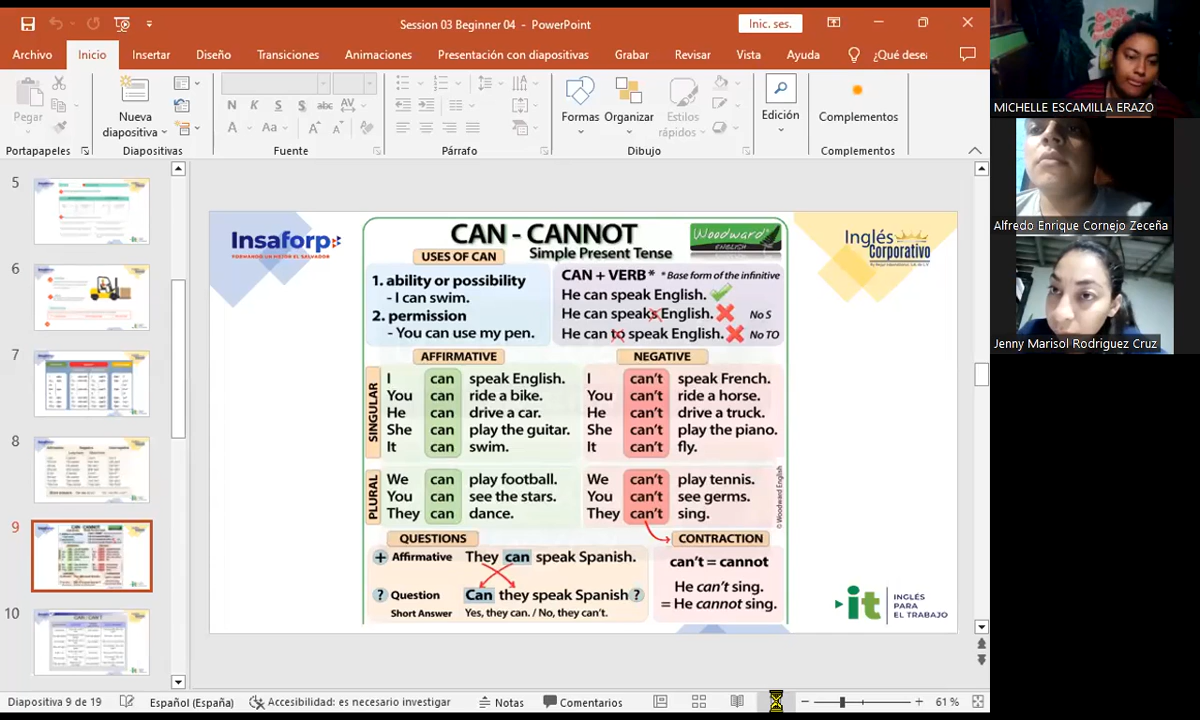 Session 03 Beginner 04 - PowerPoint
Inic. ses.
Archivo Inicio Insertar Diseño Transiciones Animaciones Presentación con diapositivas Grabar Revisar Vista Ayuda ¿Qué dese
Pegar
Nueva diapositiva
N K S S abc AV
A Aa A A
Formas Organizar Estilos rápidos
Edición
Complementos
Portapapeles Diapositivas Fuente Párrafo Dibujo Complementos
5
6
7
8
9
10
Insaforp
FORMANDO UN MEJOR EL SALVADOR
CAN - CANNOT
Simple Present Tense
Woodward
ENGLISH
Inglés
Corporativo
USES OF CAN
1. ability or possibility
- I can swim.
2. permission
- You can use my pen.
CAN + VERB* * Base form of the infinitive
He can speak English.
He can speaks English. No S
He can to speak English. No TO
AFFIRMATIVE
SINGULAR
I can speak English.
You can ride a bike.
He can drive a car.
She can play the guitar.
It can swim.
PLURAL
We can play football.
You can see the stars.
They can dance.
NEGATIVE
I can't speak French.
You can't ride a horse.
He can't drive a truck.
She can't play the piano.
It can't fly.
We can't play tennis.
You can't see germs.
They can't sing.
© Woodward English
QUESTIONS
+ Affirmative They can speak Spanish.
? Question Can they speak Spanish ?
Short Answer Yes, they can. / No, they can't.
CONTRACTION
can't = cannot
He can't sing.
= He cannot sing.
it INGLÉS PARA EL TRABAJO
Diapositiva 9 de 19 Español (España) Accesibilidad: es necesario investigar Notas Comentarios 61 %
MICHELLE ESCAMILLA ERAZO
Alfredo Enrique Cornejo Zeceña
Jenny Marisol Rodriguez Cruz